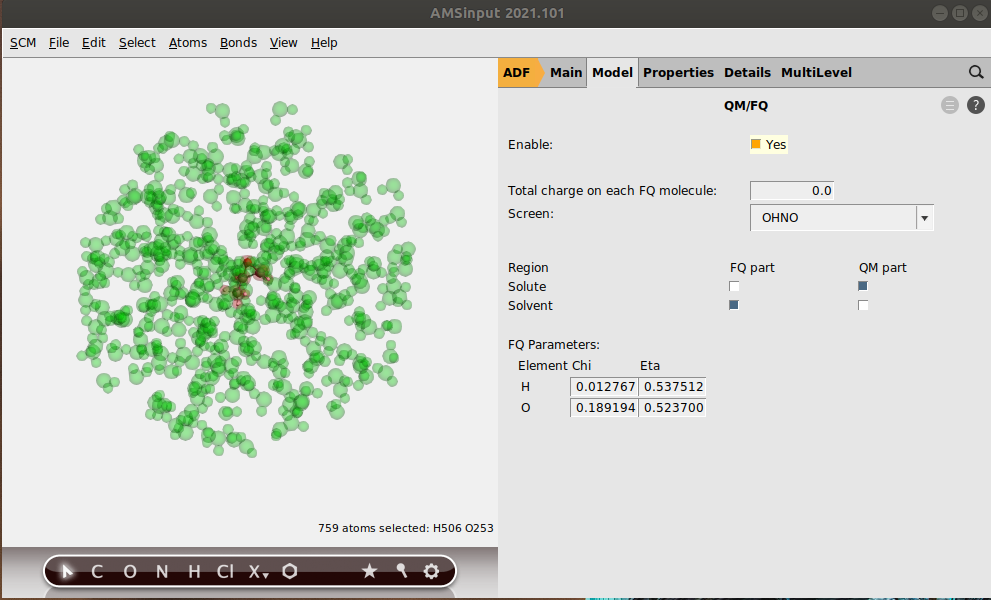 AMSinput 2021.101
SCM File Edit Select Atoms Bonds View Help
ADF Main Model Properties Details MultiLevel
QM/FQ
?
Enable: Yes
Total charge on each FQ molecule: 0.0
Screen: OHNO
Region FQ part QM part
Solute
Solvent
FQ Parameters:
Element Chi Eta
H 0.012767 0.537512
O 0.189194 0.523700
759 atoms selected: H506 O253
C O N H Cl X